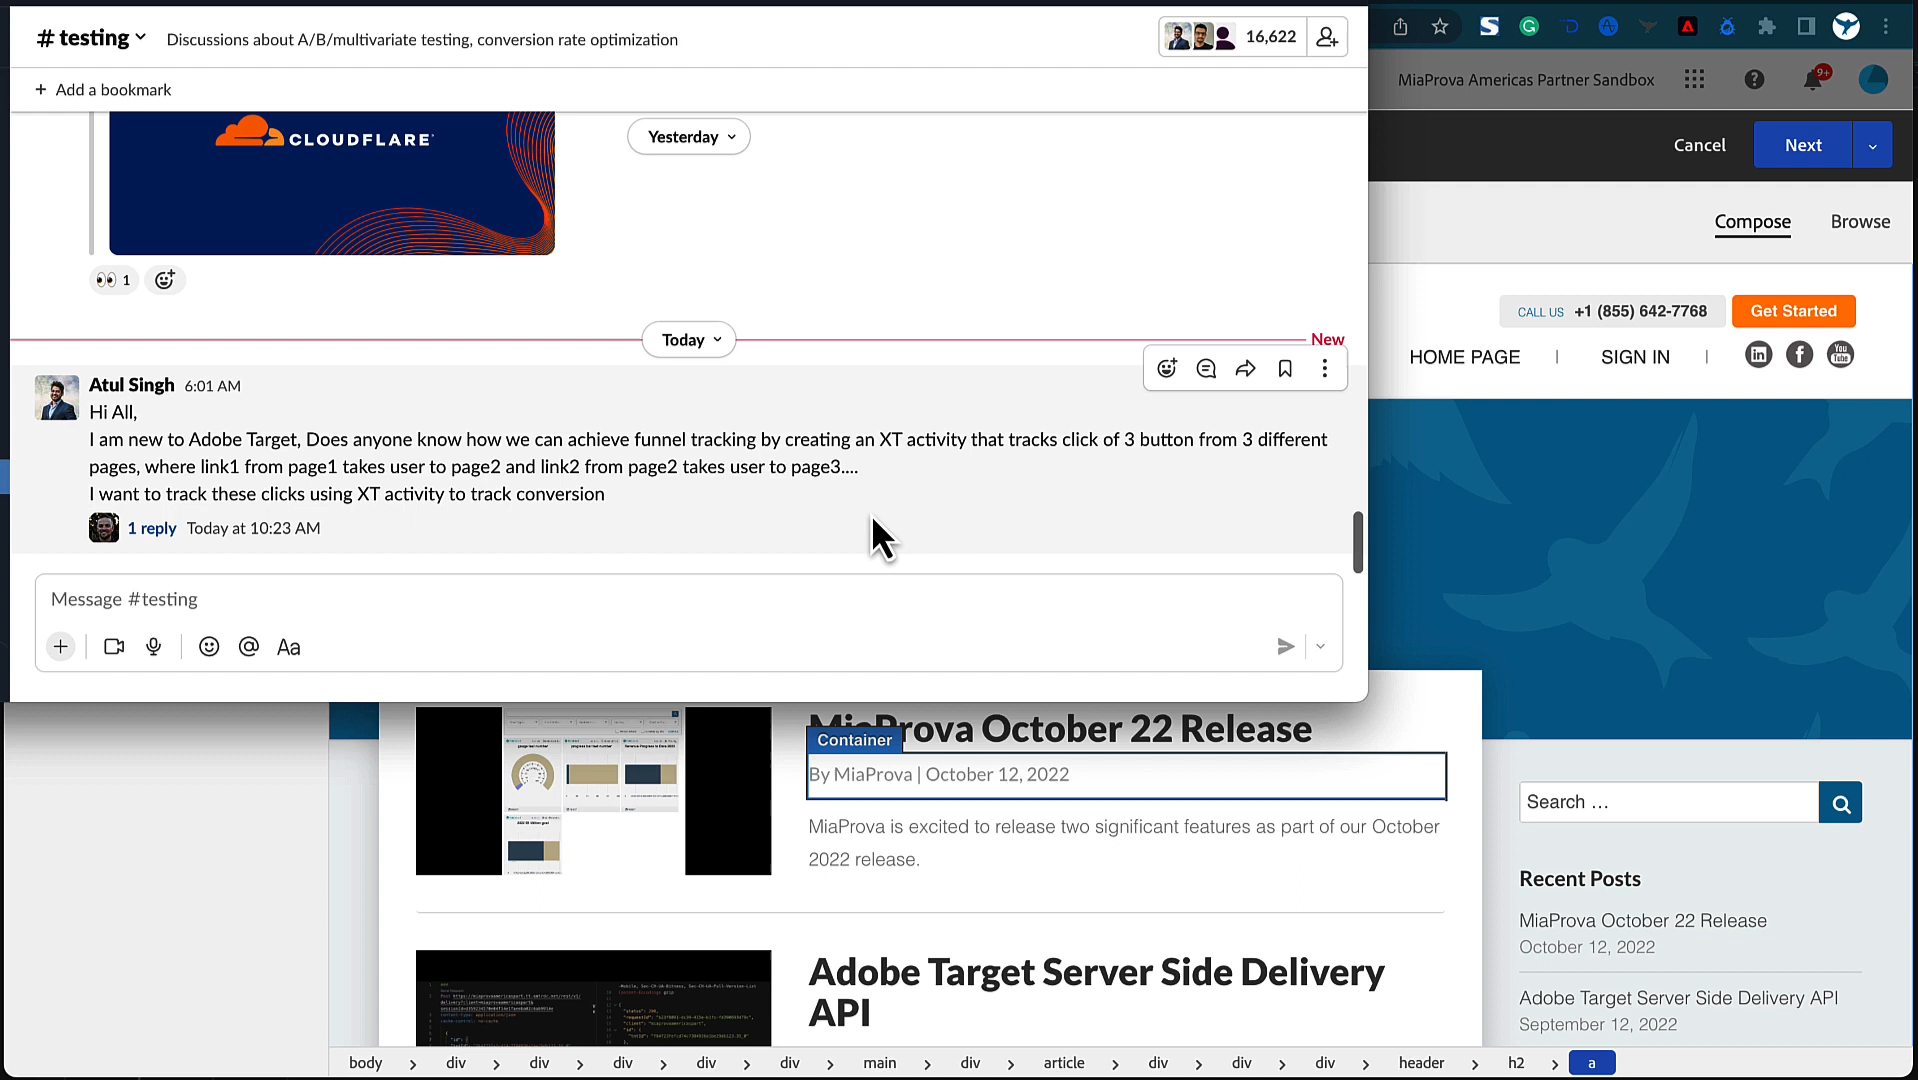 # testing
Discussions about A/B/multivariate testing, conversion rate optimization
16,622
+ Add a bookmark
CLOUDFLARE
Yesterday
1
Today
New
Atul Singh 6:01 AM
Hi All,
I am new to Adobe Target, Does anyone know how we can achieve funnel tracking by creating an XT activity that tracks click of 3 button from 3 different
pages, where link1 from page1 takes user to page2 and link2 from page2 takes user to page3....
I want to track these clicks using XT activity to track conversion
1 reply Today at 10:23 AM
Message #testing
Aa
MiaProva Americas Partner Sandbox
9+
Cancel
Next
Compose
Browse
CALL US +1 (855) 642-7768
Get Started
HOME PAGE | SIGN IN |
in f You Tube
MiaProva October 22 Release
Container
By MiaProva | October 12, 2022
MiaProva is excited to release two significant features as part of our October
2022 release.
Adobe Target Server Side Delivery
API
Search ...
Recent Posts
MiaProva October 22 Release
October 12, 2022
Adobe Target Server Side Delivery API
September 12, 2022
body > div > div > div > div > div > main > div > article > div > div > div > header > h2 > a